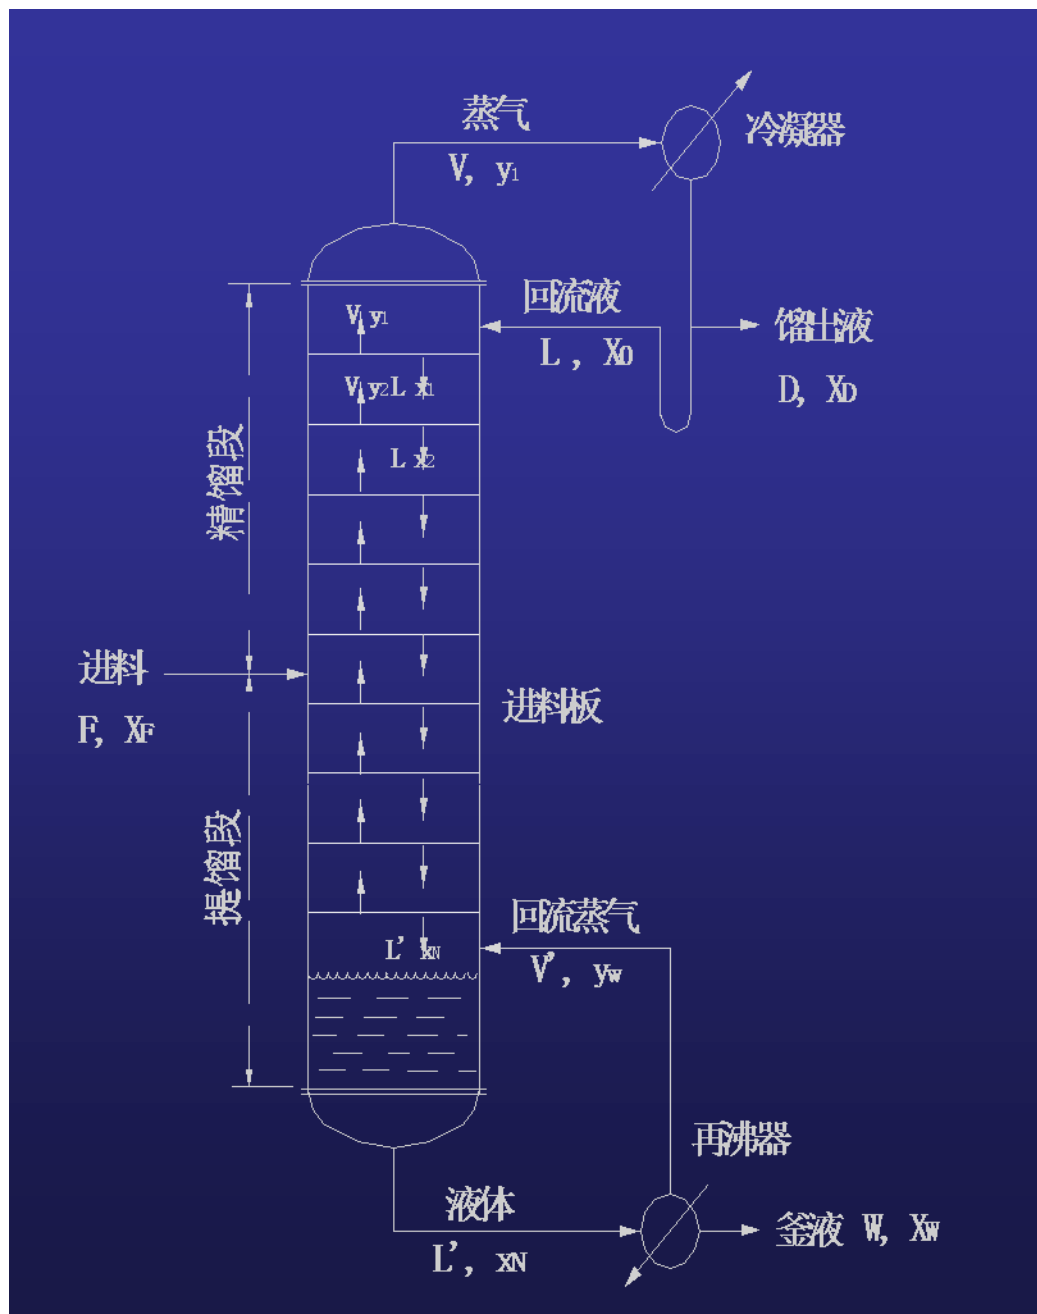 蒸气
V, y1
冷凝器
回流液
L , X0
馏出液
D, XD
V y1
V y2 L x1
L x2
精馏段
进料
F, XF
进料板
提馏段
回流蒸气
V', yw
L' xN
再沸器
液体
L', xN
釜液 W, Xw